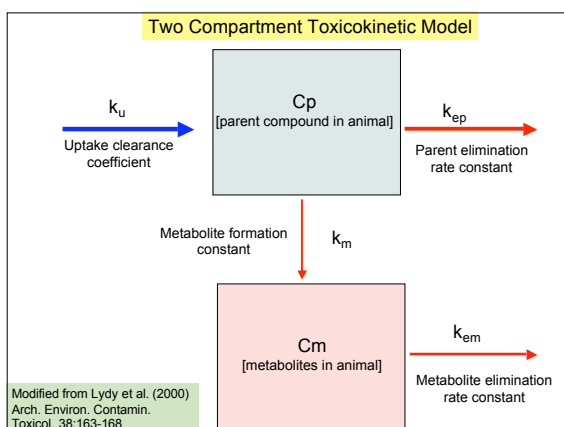 Two Compartment Toxicokinetic Model
ku
Uptake clearance
coefficient
Cp
[parent compound in animal]
kep
Parent elimination
rate constant
Metabolite formation
constant
km
Cm
[metabolites in animal]
kem
Metabolite elimination
rate constant
Modified from Lydy et al. (2000)
Arch. Environ. Contamin.
Toxicol. 38:163-168